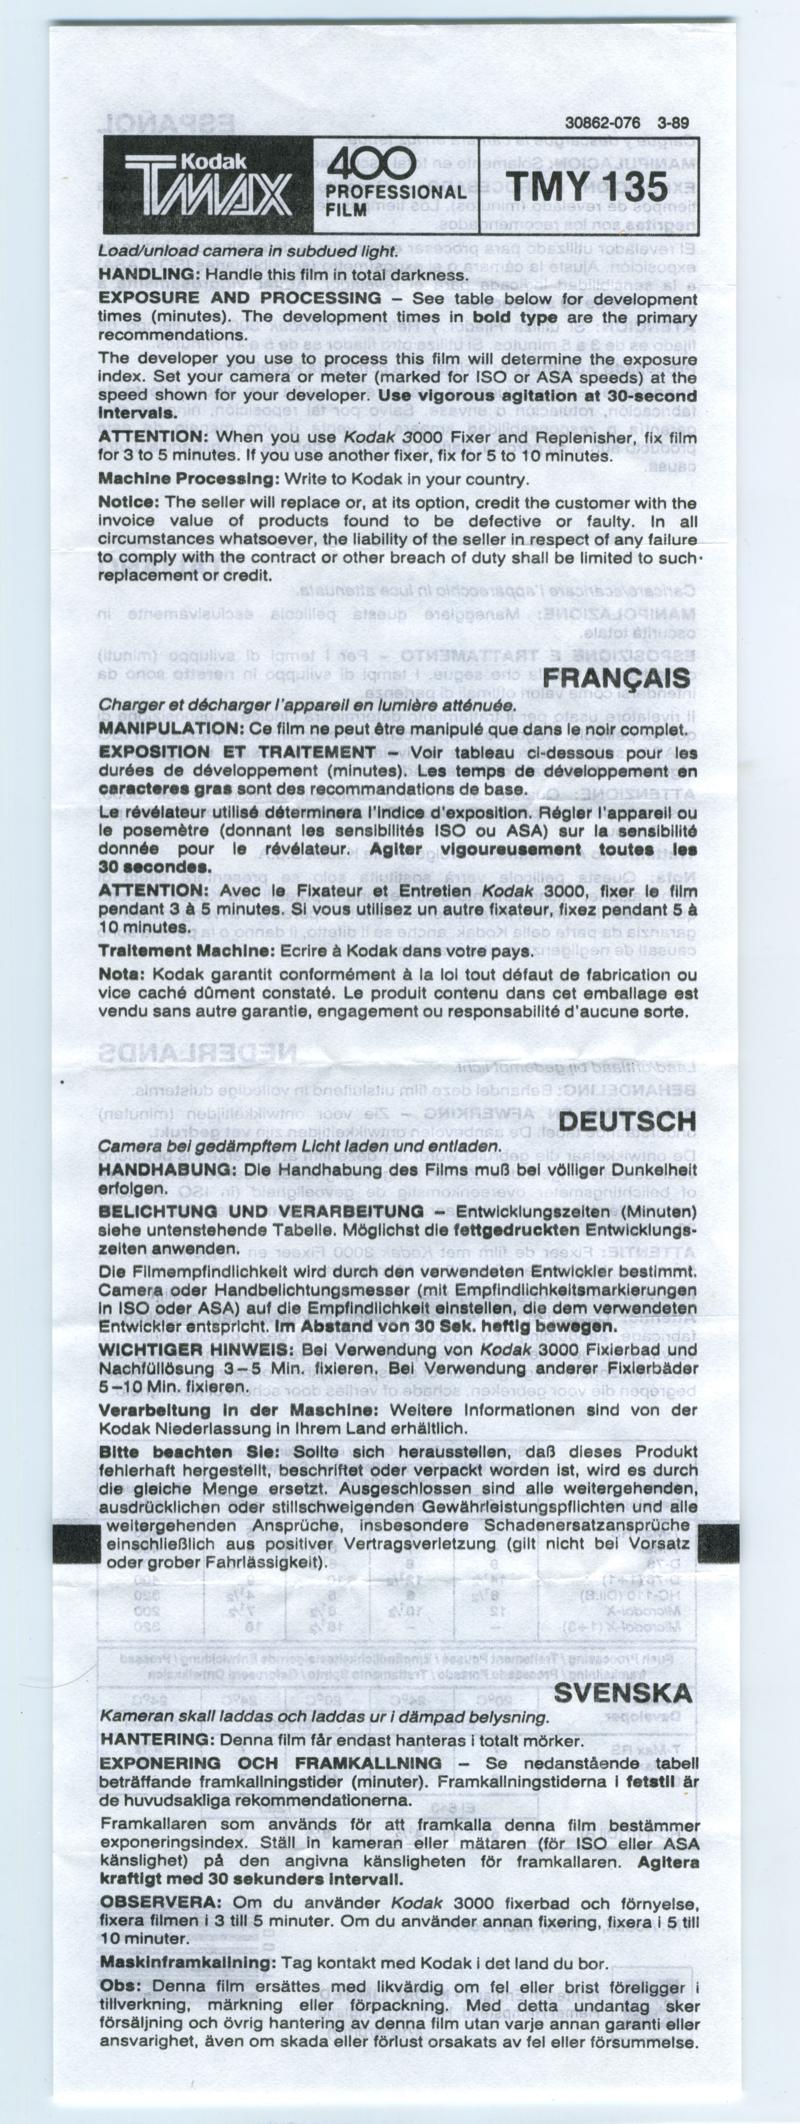 30862-076 3-89
Kodak
TMAX
400
PROFESSIONAL
FILM
TMY 135
Load/unload camera in subdued light.
HANDLING: Handle this film in total darkness.
EXPOSURE AND PROCESSING – See table below for development
times (minutes). The development times in bold type are the primary
recommendations.
The developer you use to process this film will determine the exposure
index. Set your camera or meter (marked for ISO or ASA speeds) at the
speed shown for your developer. Use vigorous agitation at 30-second
intervals.
ATTENTION: When you use Kodak 3000 Fixer and Replenisher, fix film
for 3 to 5 minutes. If you use another fixer, fix for 5 to 10 minutes.
Machine Processing: Write to Kodak in your country.
Notice: The seller will replace or, at its option, credit the customer with the
invoice value of products found to be defective or faulty. In all
circumstances whatsoever, the liability of the seller in respect of any failure
to comply with the contract or other breach of duty shall be limited to such
replacement or credit.
FRANÇAIS
Charger et décharger l'appareil en lumière atténuée.
MANIPULATION: Ce film ne peut être manipulé que dans le noir complet.
EXPOSITION ET TRAITEMENT – Voir tableau ci-dessous pour les
durées de développement (minutes). Les temps de développement en
caracteres gras sont des recommandations de base.
Le révélateur utilisé déterminera l'indice d'exposition. Régler l'appareil ou
le posemètre (donnant les sensibilités ISO ou ASA) sur la sensibilité
donnée pour le révélateur. Agiter vigoureusement toutes les
30 secondes.
ATTENTION: Avec le Fixateur et Entretien Kodak 3000, fixer le film
pendant 3 à 5 minutes. Si vous utilisez un autre fixateur, fixez pendant 5 à
10 minutes.
Traitement Machine: Ecrire à Kodak dans votre pays.
Nota: Kodak garantit conformément à la loi tout défaut de fabrication ou
vice caché dûment constaté. Le produit contenu dans cet emballage est
vendu sans autre garantie, engagement ou responsabilité d'aucune sorte.
DEUTSCH
Camera bei gedämpftem Licht laden und entladen.
HANDHABUNG: Die Handhabung des Films muß bei völliger Dunkelheit
erfolgen.
BELICHTUNG UND VERARBEITUNG – Entwicklungszeiten (Minuten)
siehe untenstehende Tabelle. Möglichst die fettgedruckten Entwicklungs-
zeiten anwenden.
Die Filmempfindlichkeit wird durch den verwendeten Entwickler bestimmt.
Camera oder Handbelichtungsmesser (mit Empfindlichkeitsmarkierungen
in ISO oder ASA) auf die Empfindlichkeit einstellen, die dem verwendeten
Entwickler entspricht. Im Abstand von 30 Sek. heftig bewegen.
WICHTIGER HINWEIS: Bei Verwendung von Kodak 3000 Fixierbad und
Nachfüllösung 3–5 Min. fixieren. Bei Verwendung anderer Fixierbäder
5–10 Min. fixieren.
Verarbeitung in der Maschine: Weitere Informationen sind von der
Kodak Niederlassung in Ihrem Land erhältlich.
Bitte beachten Sie: Sollte sich herausstellen, daß dieses Produkt
fehlerhaft hergestellt, beschriftet oder verpackt worden ist, wird es durch
die gleiche Menge ersetzt. Ausgeschlossen sind alle weitergehenden,
ausdrücklichen oder stillschweigenden Gewährleistungspflichten und alle
weitergehenden Ansprüche, insbesondere Schadenersatzansprüche
einschließlich aus positiver Vertragsverletzung (gilt nicht bei Vorsatz
oder grober Fahrlässigkeit).
SVENSKA
Kameran skall laddas och laddas ur i dämpad belysning.
HANTERING: Denna film får endast hanteras i totalt mörker.
EXPONERING OCH FRAMKALLNING – Se nedanstående tabell
beträffande framkallningstider (minuter). Framkallningstiderna i fetstil är
de huvudsakliga rekommendationerna.
Framkallaren som används för att framkalla denna film bestämmer
exponeringsindex. Ställ in kameran eller mätaren (för ISO eller ASA
känslighet) på den angivna känsligheten för framkallaren. Agitera
kraftigt med 30 sekunders intervall.
OBSERVERA: Om du använder Kodak 3000 fixerbad och förnyelse,
fixera filmen i 3 till 5 minuter. Om du använder annan fixering, fixera i 5 till
10 minuter.
Maskinframkallning: Tag kontakt med Kodak i det land du bor.
Obs: Denna film ersättes med likvärdig om fel eller brist föreligger i
tillverkning, märkning eller förpackning. Med detta undantag sker
försäljning och övrig hantering av denna film utan varje annan garanti eller
ansvarighet, även om skada eller förlust orsakats av fel eller försummelse.